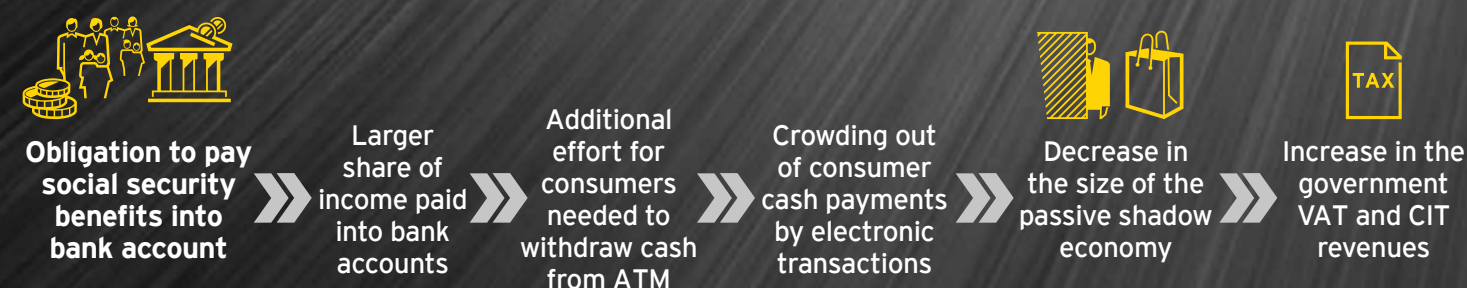 Obligation to pay
social security
benefits into
bank account
Larger
share of
income paid
into bank
accounts
Additional
effort for
consumers
needed to
withdraw cash
from ATM
Crowding out
of consumer
cash payments
by electronic
transactions
Decrease in
the size of the
passive shadow
economy
TAX
Increase in the
government
VAT and CIT
revenues